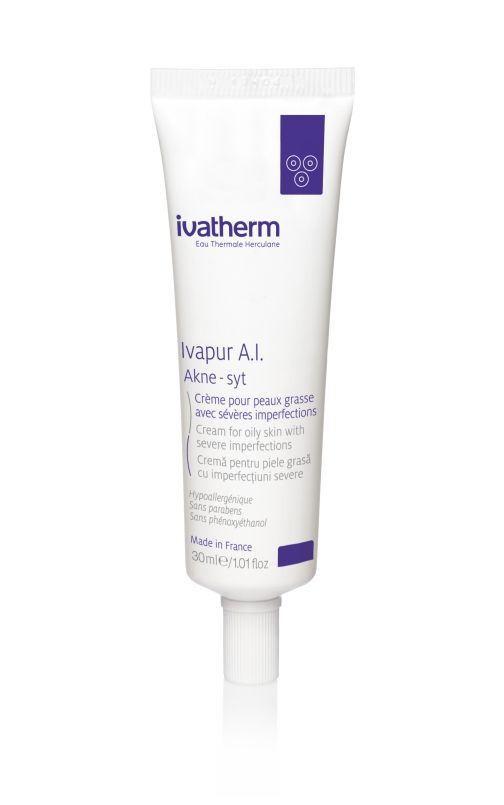 ivatherm
Eau Thermale Herculane
Ivapur A.I.
Akne - syt
Crème pour peaux grasse
avec sévères imperfections
Cream for oily skin with
severe imperfections
Cremă pentru piele grasă
cu imperfecțiuni severe
Hypoallergénique
Sans parabens
Sans phénoxyéthanol
Made in France
30ml℮/1.01floz